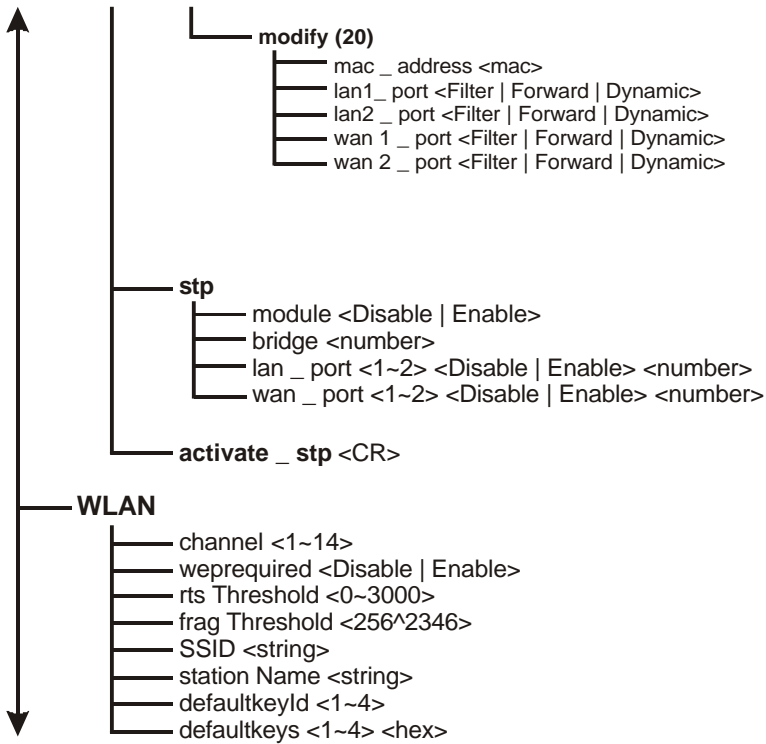 modify (20)
mac _ address <mac>
lan1_ port <Filter | Forward | Dynamic>
lan2 _ port <Filter | Forward | Dynamic>
wan 1 _ port <Filter | Forward | Dynamic>
wan 2 _ port <Filter | Forward | Dynamic>
stp
module <Disable | Enable>
bridge <number>
lan _ port <1~2> <Disable | Enable> <number>
wan _ port <1~2> <Disable | Enable> <number>
activate _ stp <CR>
WLAN
channel <1~14>
weprequired <Disable | Enable>
rts Threshold <0~3000>
frag Threshold <256^2346>
SSID <string>
station Name <string>
defaultkeyId <1~4>
defaultkeys <1~4> <hex>